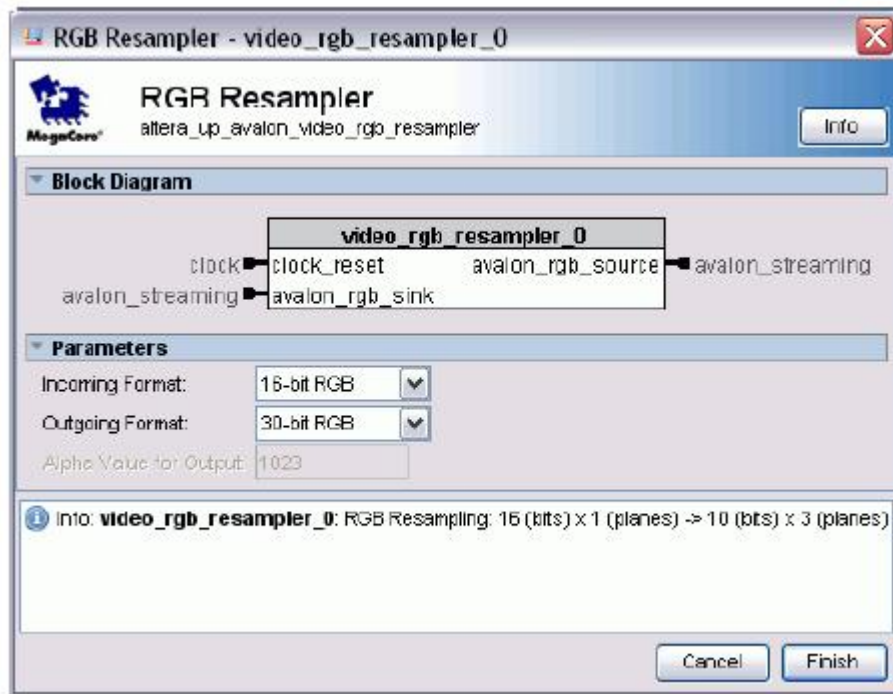 RGB Resampler - video_rgb_resampler_0
RGB Resampler
altera_up_avalon_video_rgb_resampler
MegaCore®
Info
Block Diagram
video_rgb_resampler_0
clock clock_reset avalon_rgb_source avalon_streaming
avalon_streaming avalon_rgb_sink
Parameters
Incoming Format: 16-bit RGB
Outgoing Format: 30-bit RGB
Alpha Value for Output: 1023
Info: video_rgb_resampler_0: RGB Resampling: 16 (bits) x 1 (planes) -> 10 (bits) x 3 (planes)
Cancel Finish